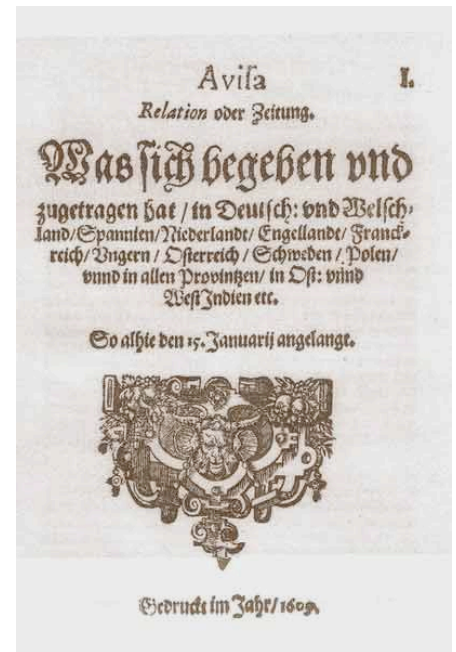 Aviſa I.
Relation oder Zeitung.
Was ſich begeben vnd
zugetragen hat / in Deutſch: vnd Welſch-
land/Spannien/Niederlandt/Engellandt/Franck-
reich/Vngern/Oſterreich/Schweden/Polen/
vnnd in allen Provintzen/in Oſt: vnnd
WeſtIndien etc.
So alhie den 15. Januarij angelangt.
Gedruckt im Jahr/1609.